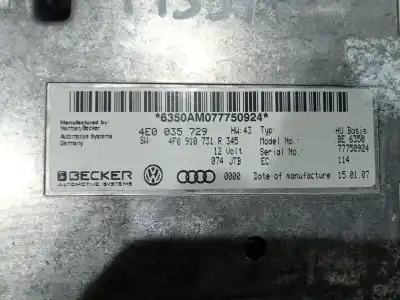 *6350AM077750924*
Manufactured by:
Harman/Becker
Automotive Systems
Germany
4E0 035 729 HW:43 Typ: HU Basis
SW: 4F0 910 731 R 345 Model No.: BE 6350
12 Volt Serial No.: 77750924
074 JTB EC: 114
BECKER
AUTOMOTIVE SYSTEMS
0000 Date of manufacture 15.01.07